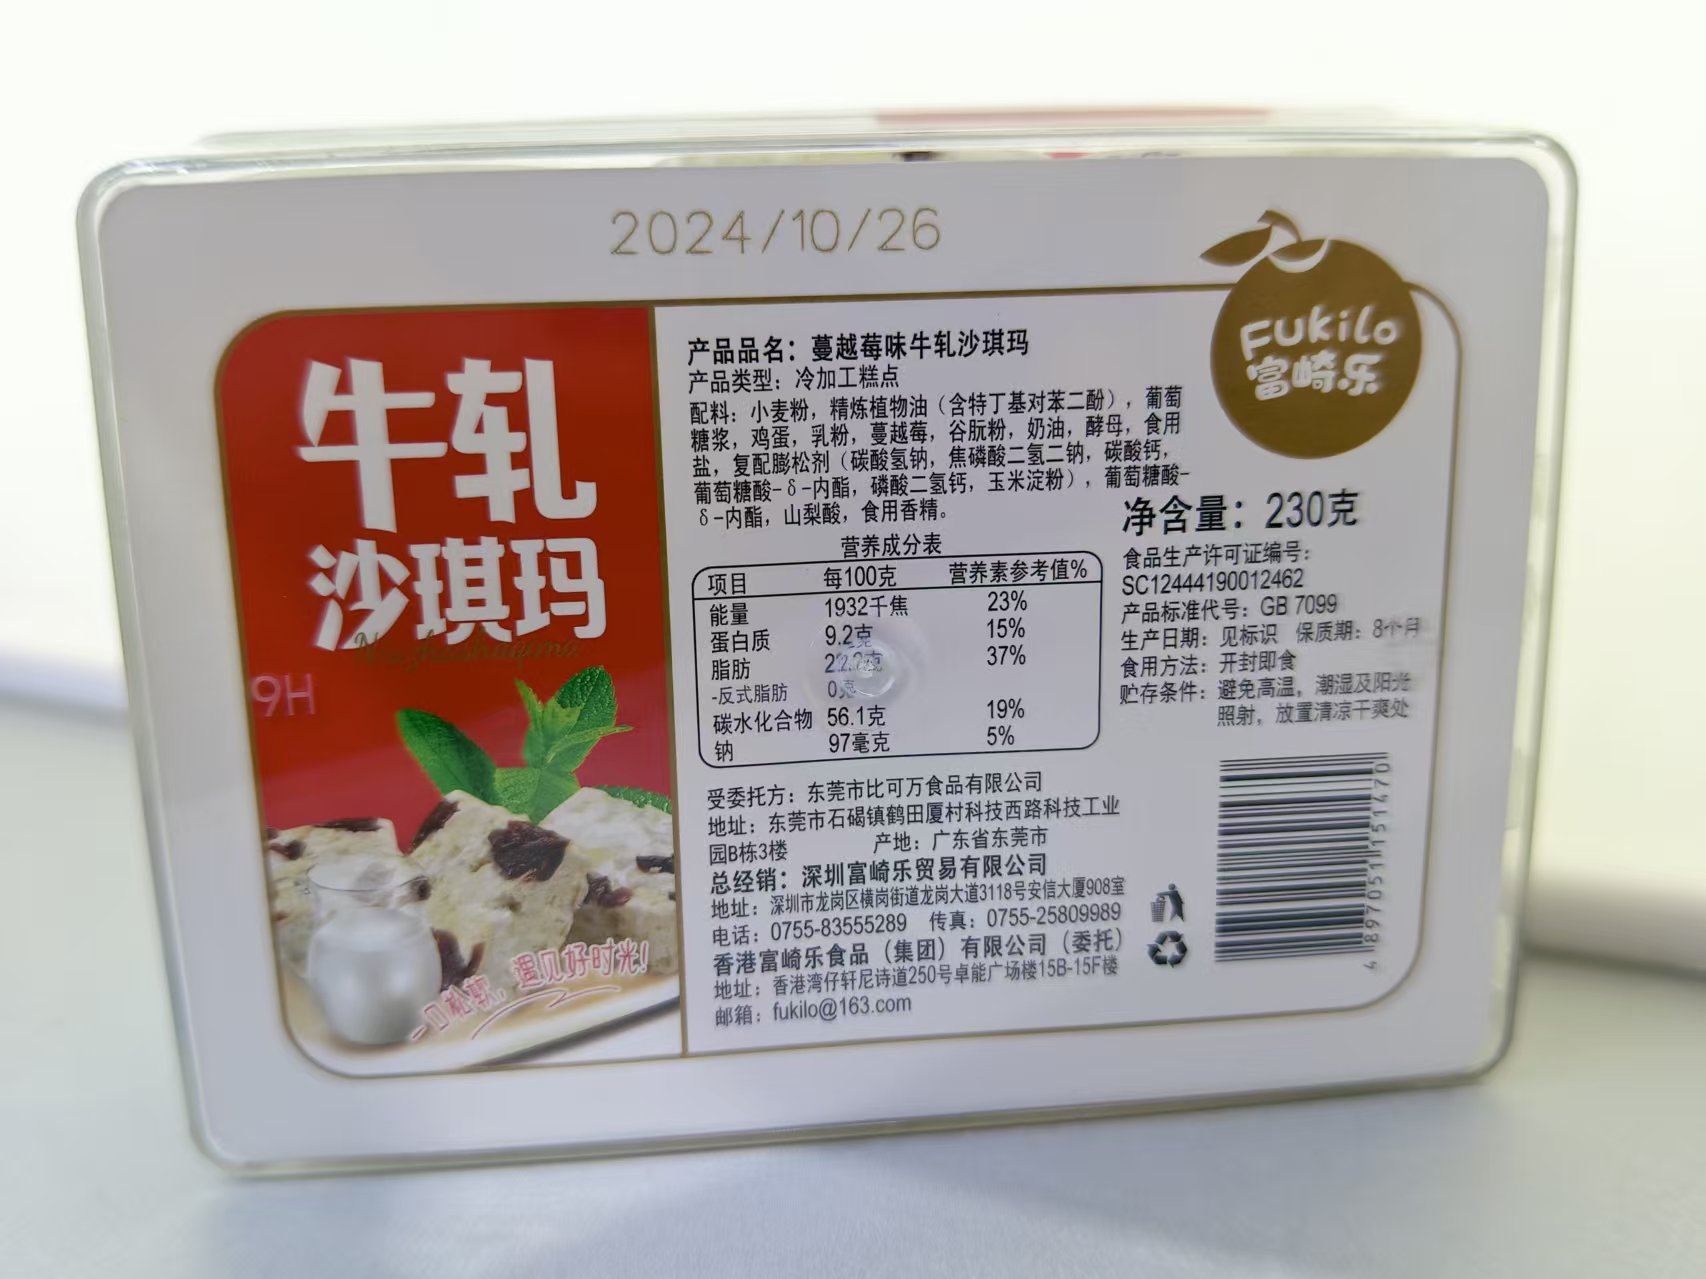 2024/10/26
Fukilo
富崎乐
牛轧
沙琪玛
9H
一口松软，遇见好时光！
产品品名：蔓越莓味牛轧沙琪玛
产品类型：冷加工糕点
配料：小麦粉，精炼植物油（含特丁基对苯二酚），葡萄
糖浆，鸡蛋，乳粉，蔓越莓，谷朊粉，奶油，酵母，食用
盐，复配膨松剂（碳酸氢钠，焦磷酸二氢二钠，碳酸钙，
葡萄糖酸-δ-内酯，磷酸二氢钙，玉米淀粉），葡萄糖酸-
δ-内酯，山梨酸，食用香精。
营养成分表
项目 每100克 营养素参考值%
能量 1932千焦 23%
蛋白质 9.2克 15%
脂肪 22.2克 37%
-反式脂肪 0克
碳水化合物 56.1克 19%
钠 97毫克 5%
净含量：230克
食品生产许可证编号：
SC12444190012462
产品标准代号：GB 7099
生产日期：见标识 保质期：8个月
食用方法：开封即食
贮存条件：避免高温，潮湿及阳光
照射，放置清凉干爽处
受委托方：东莞市比可万食品有限公司
地址：东莞市石碣镇鹤田厦村科技西路科技工业
园B栋3楼 产地：广东省东莞市
总经销：深圳富崎乐贸易有限公司
地址：深圳市龙岗区横岗街道龙岗大道3118号安信大厦908室
电话：0755-83555289 传真：0755-25809989
香港富崎乐食品（集团）有限公司（委托）
地址：香港湾仔轩尼诗道250号卓能广场楼15B-15F楼
邮箱：fukilo@163.com
4897051151470